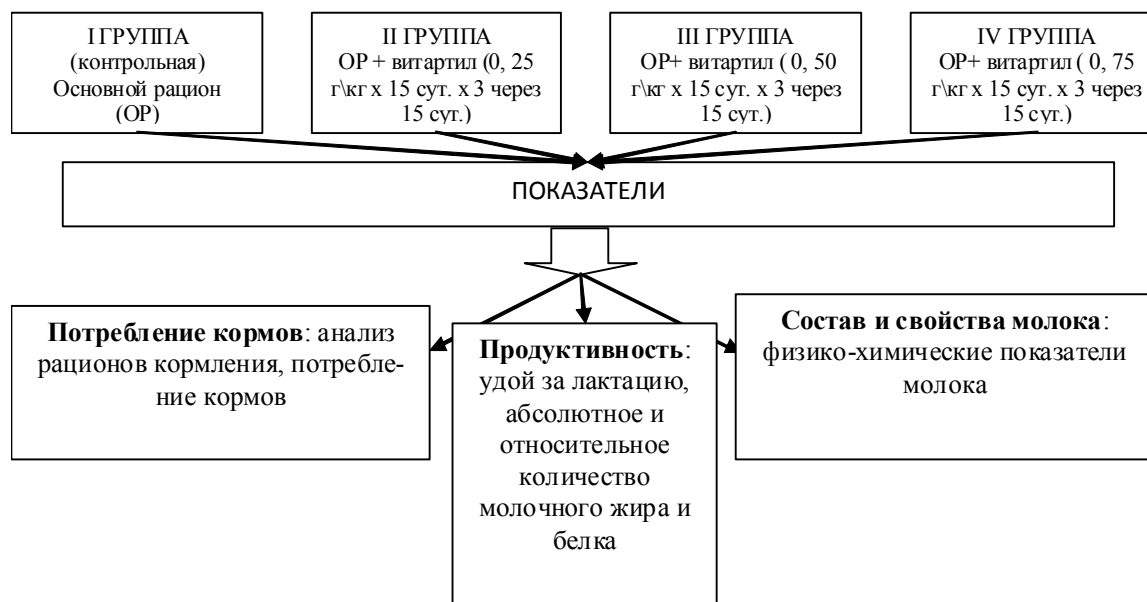 I ГРУППА
(контрольная)
Основной рацион
(ОР)
II ГРУППА
ОР + витартил (0, 25
г\кг х 15 сут. х 3 через
15 сут.)
III ГРУППА
ОР+ витартил ( 0, 50
г\кг х 15 сут. х 3 через
15 сут.)
IV ГРУППА
ОР+ витартил ( 0, 75
г\кг х 15 сут. х 3 через
15 сут.)
ПОКАЗАТЕЛИ
Потребление кормов: анализ
рационов кормления, потребле-
ние кормов
Продуктивность:
удой за лактацию,
абсолютное и
относительное
количество
молочного жира и
белка
Состав и свойства молока:
физико-химические показатели
молока